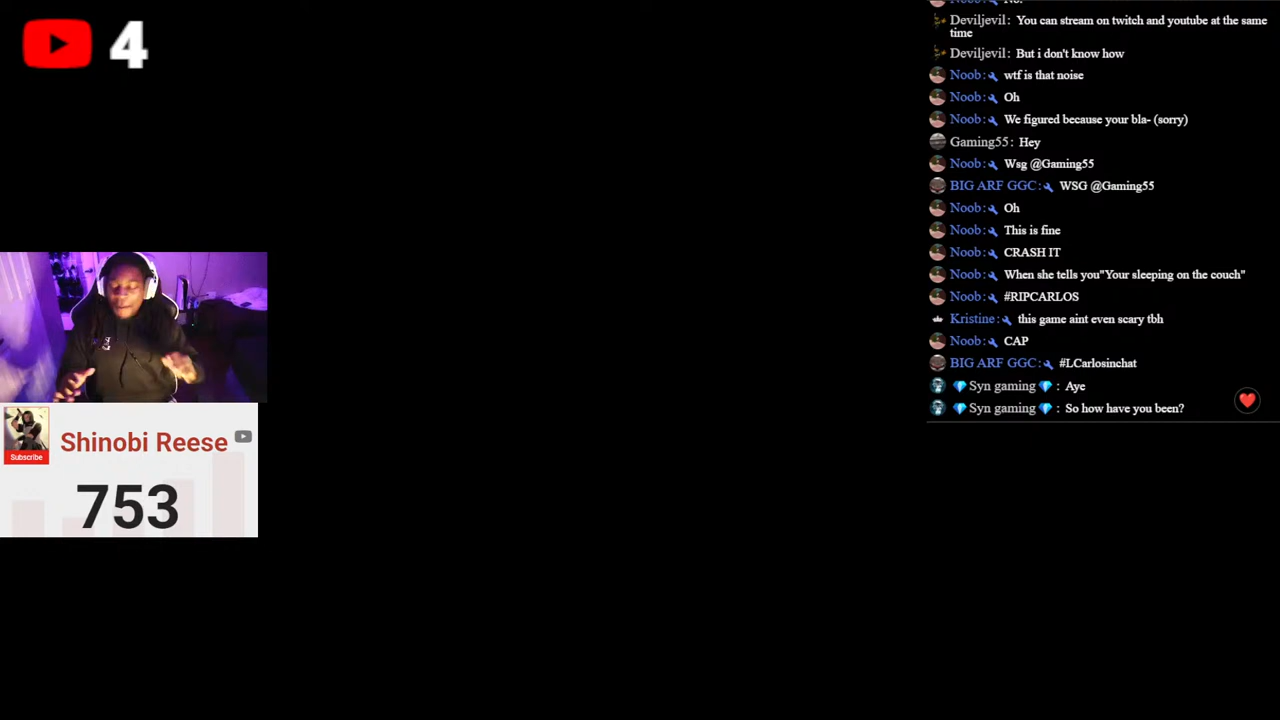 4
Noob: No.
Deviljevil: You can stream on twitch and youtube at the same
time
Deviljevil: But i don't know how
Noob: wtf is that noise
Noob: Oh
Noob: We figured because your bla- (sorry)
Gaming55: Hey
Noob: Wsg @Gaming55
BIG ARF GGC: WSG @Gaming55
Noob: Oh
Noob: This is fine
Noob: CRASH IT
Noob: When she tells you"Your sleeping on the couch"
Noob: #RIPCARLOS
Kristine: this game aint even scary tbh
Noob: CAP
BIG ARF GGC: #LCarlosinchat
💎Syn gaming💎: Aye
💎Syn gaming💎: So how have you been?
Shinobi Reese
Subscribe
753